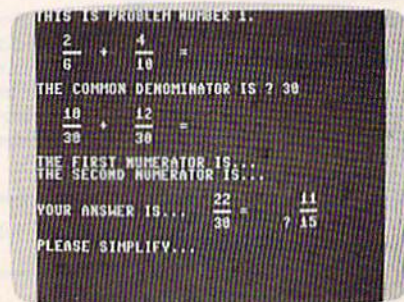 THIS IS PROBLEM NUMBER 1.
2 4
— + — =
6 10
THE COMMON DENOMINATOR IS ? 30
10 12
— + — =
30 30
THE FIRST NUMERATOR IS...
THE SECOND NUMERATOR IS...
22 11
YOUR ANSWER IS... — = ? —
30 15
PLEASE SIMPLIFY...